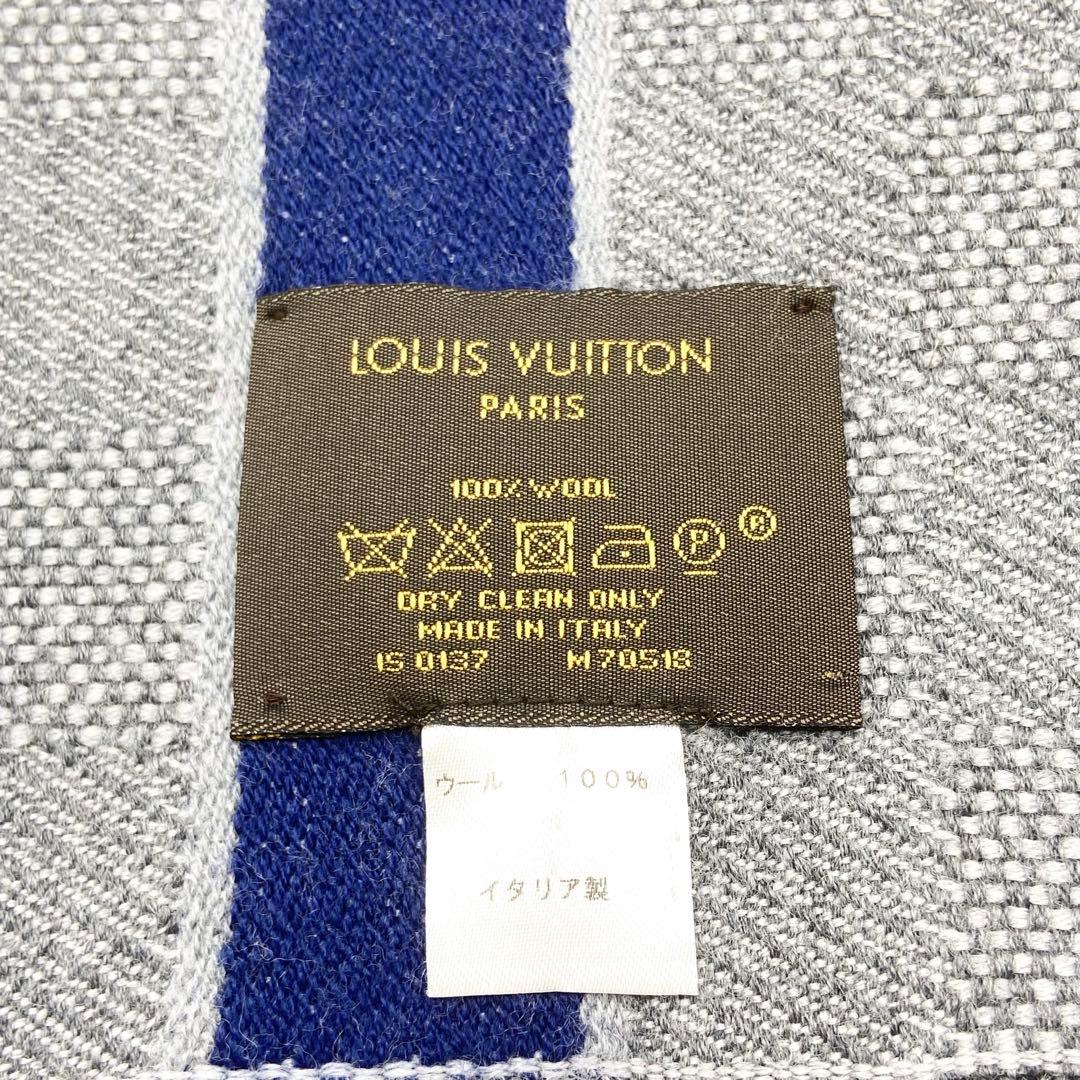 LOUIS VUITTON
PARIS
100% WOOL
P ®
DRY CLEAN ONLY
MADE IN ITALY
IS 0137 M70518
ウール 100%
イタリア製